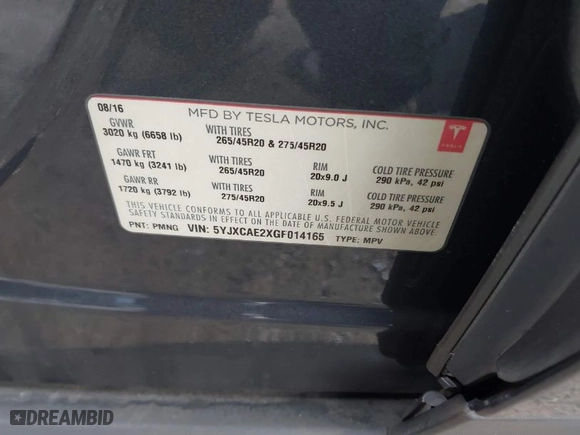 08/16 MFD BY TESLA MOTORS, INC.
GVWR WITH TIRES
3020 kg (6658 lb) 265/45R20 & 275/45R20
GAWR FRT WITH TIRES RIM COLD TIRE PRESSURE
1470 kg (3241 lb) 265/45R20 20x9.0 J 290 kPa, 42 psi
GAWR RR WITH TIRES RIM COLD TIRE PRESSURE
1720 kg (3792 lb) 275/45R20 20x9.5 J 290 kPa, 42 psi
THIS VEHICLE CONFORMS TO ALL APPLICABLE U.S. FEDERAL MOTOR VEHICLE
SAFETY STANDARDS IN EFFECT ON THE DATE OF MANUFACTURE SHOWN ABOVE.
PNT: PMNG VIN: 5YJXCAE2XGF014165 TYPE: MPV
TESLA
DREAMBID